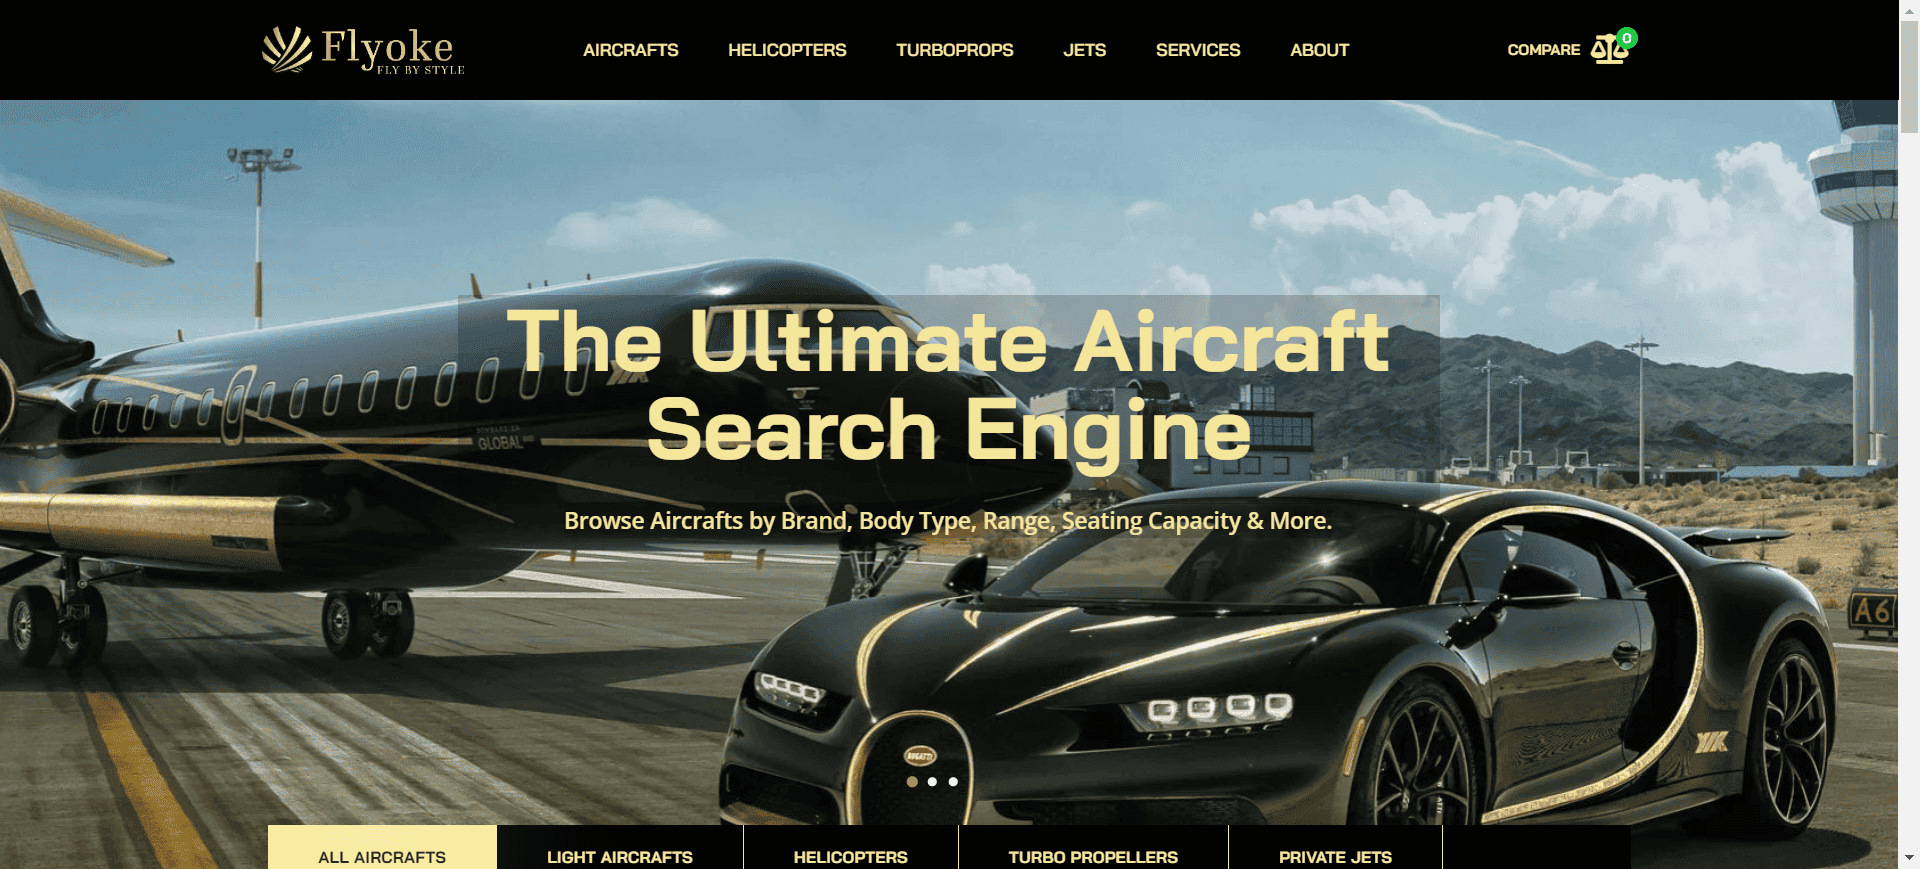 Flyoke
FLY BY STYLE
AIRCRAFTS
HELICOPTERS
TURBOPROPS
JETS
SERVICES
ABOUT
COMPARE
0
The Ultimate Aircraft
Search Engine
Browse Aircrafts by Brand, Body Type, Range, Seating Capacity & More.
GLOBAL
A6
BUGATTI
ALL AIRCRAFTS
LIGHT AIRCRAFTS
HELICOPTERS
TURBO PROPELLERS
PRIVATE JETS